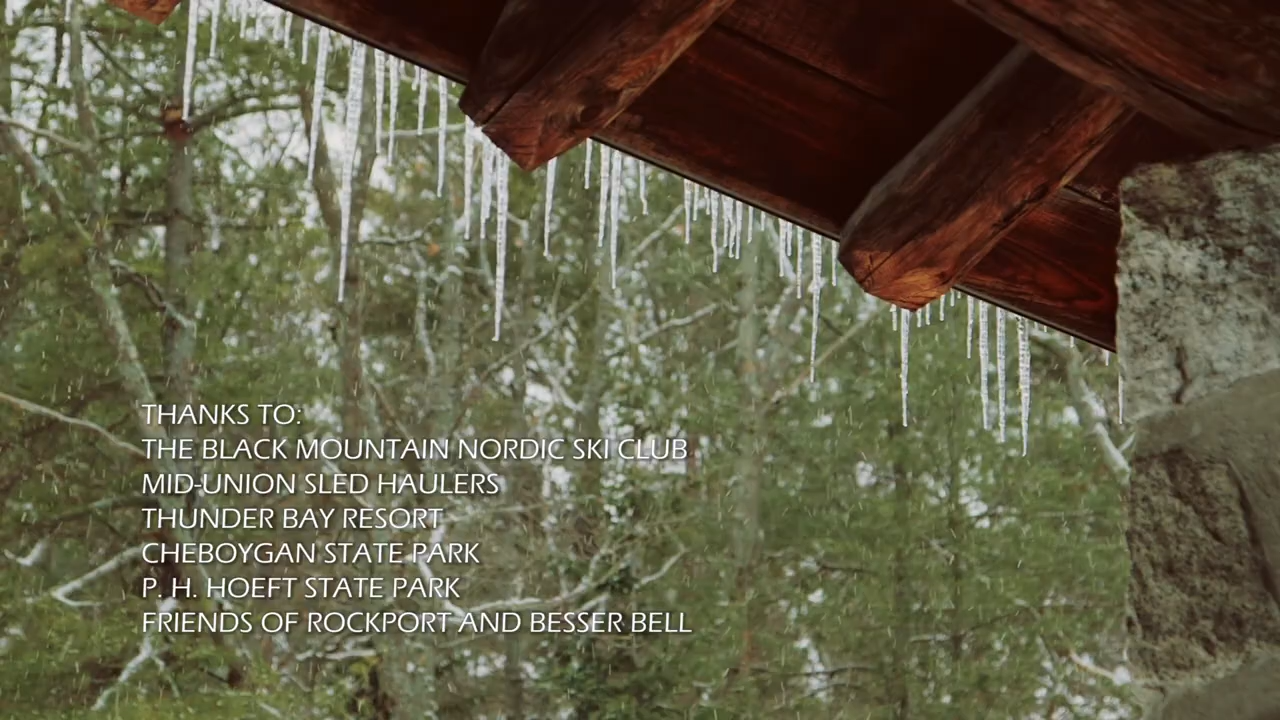 THANKS TO:
THE BLACK MOUNTAIN NORDIC SKI CLUB
MID-UNION SLED HAULERS
THUNDER BAY RESORT
CHEBOYGAN STATE PARK
P. H. HOEFT STATE PARK
FRIENDS OF ROCKPORT AND BESSER BELL